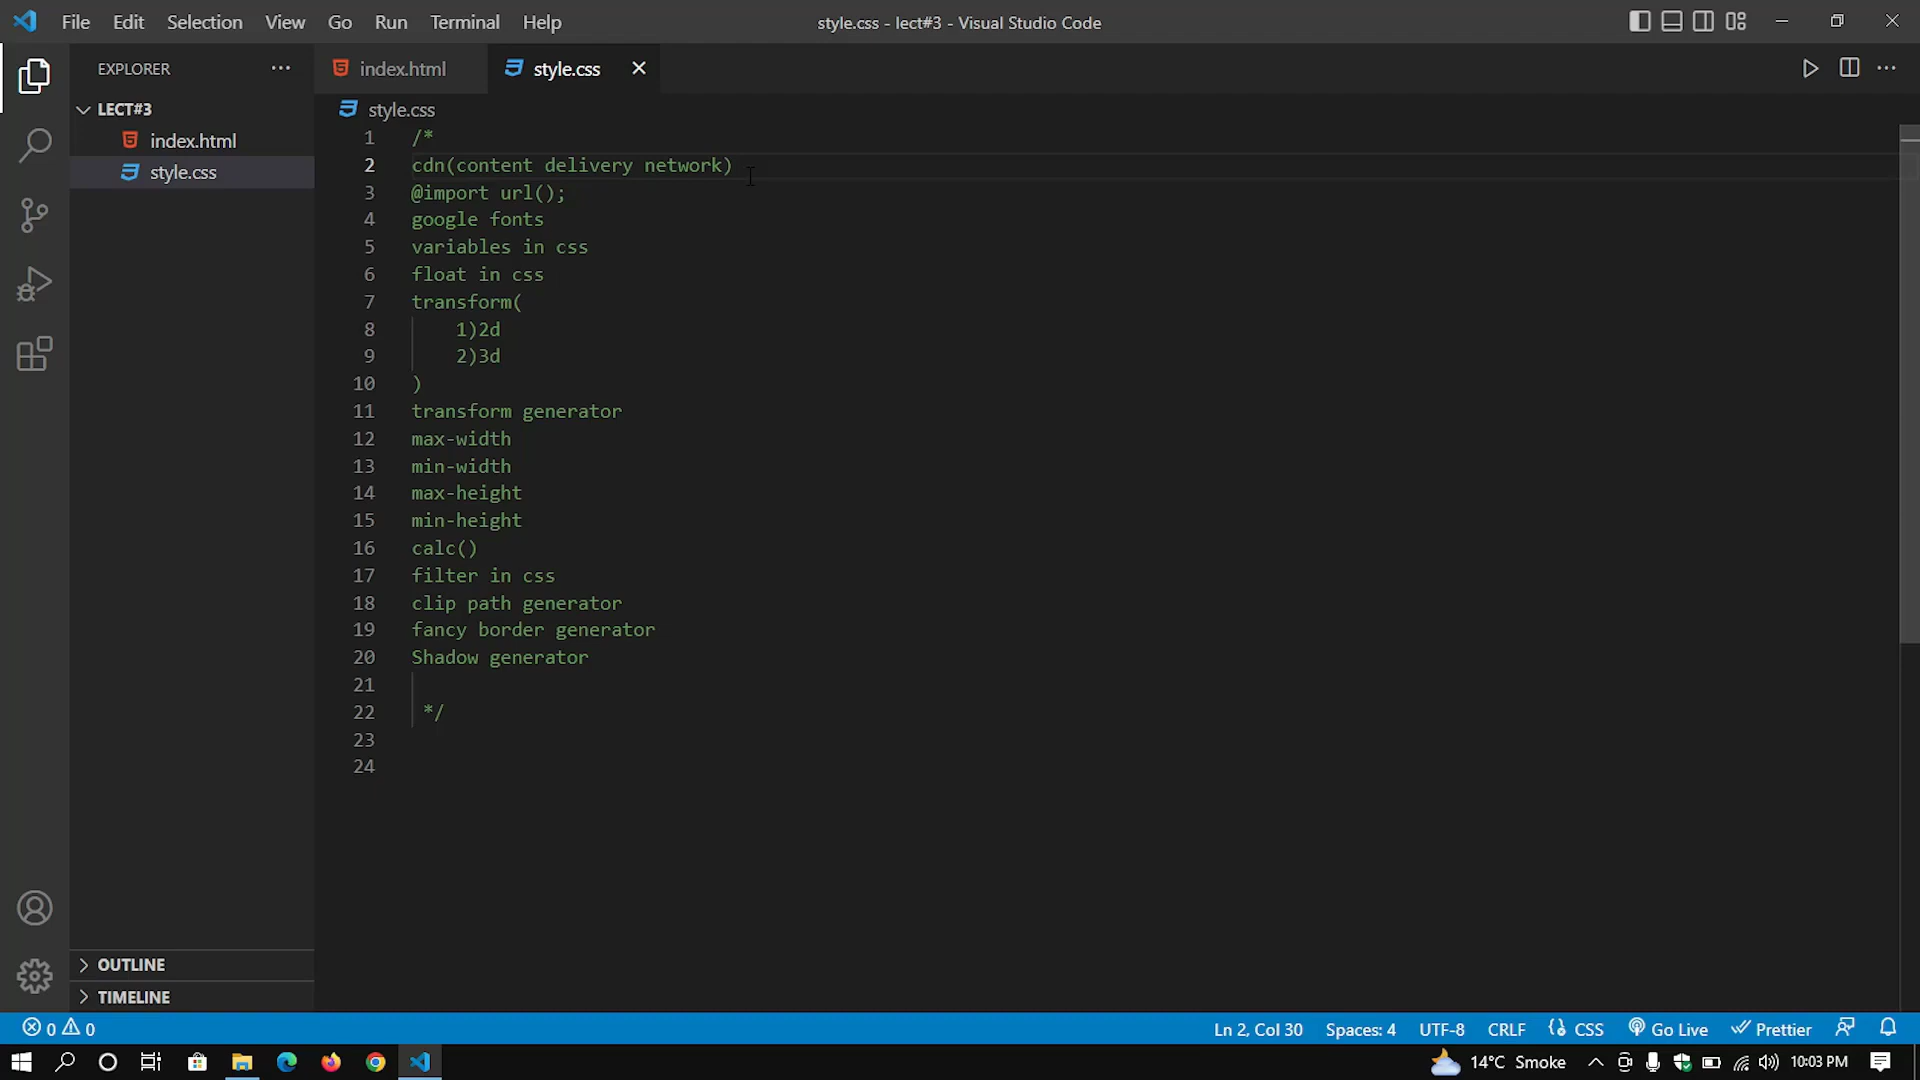 File Edit Selection View Go Run Terminal Help
style.css - lect#3 - Visual Studio Code
EXPLORER
LECT#3
index.html
style.css
OUTLINE
TIMELINE
index.html
style.css
style.css
1 /*
2 cdn(content delivery network)
3 @import url();
4 google fonts
5 variables in css
6 float in css
7 transform(
8 1)2d
9 2)3d
10 )
11 transform generator
12 max-width
13 min-width
14 max-height
15 min-height
16 calc()
17 filter in css
18 clip path generator
19 fancy border generator
20 Shadow generator
21
22 */
23
24
0 0
Ln 2, Col 30 Spaces: 4 UTF-8 CRLF CSS Go Live Prettier
14°C Smoke 10:03 PM